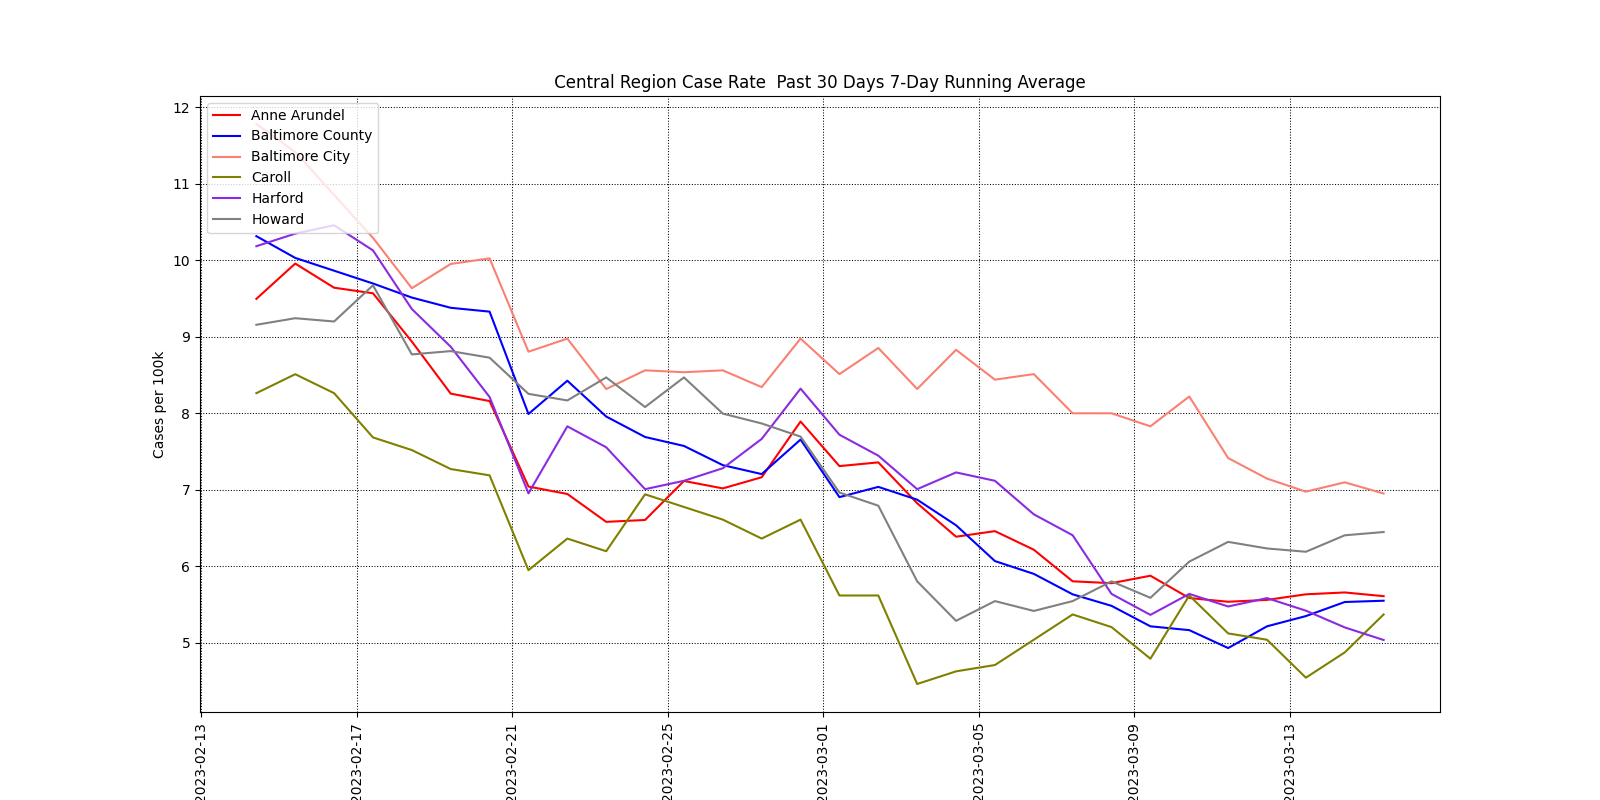 Central Region Case Rate  Past 30 Days 7-Day Running Average
12
11
10
9
8
7
6
5
Cases per 100k
Anne Arundel
Baltimore County
Baltimore City
Caroll
Harford
Howard
2023-02-13
2023-02-17
2023-02-21
2023-02-25
2023-03-01
2023-03-05
2023-03-09
2023-03-13